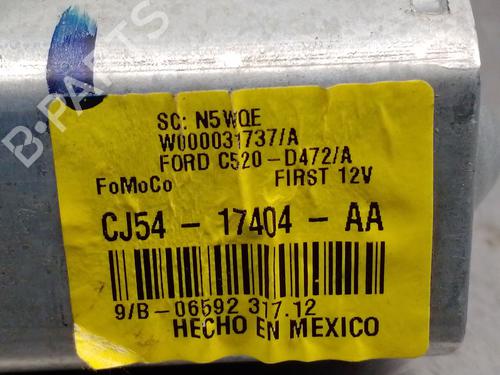 SC: N5WQE
W000031737/A
FORD C520-D472/A
FoMoCo FIRST 12V
CJ54 - 17404 - AA
9/B-06592 317.12
HECHO EN MEXICO
B-PARTS